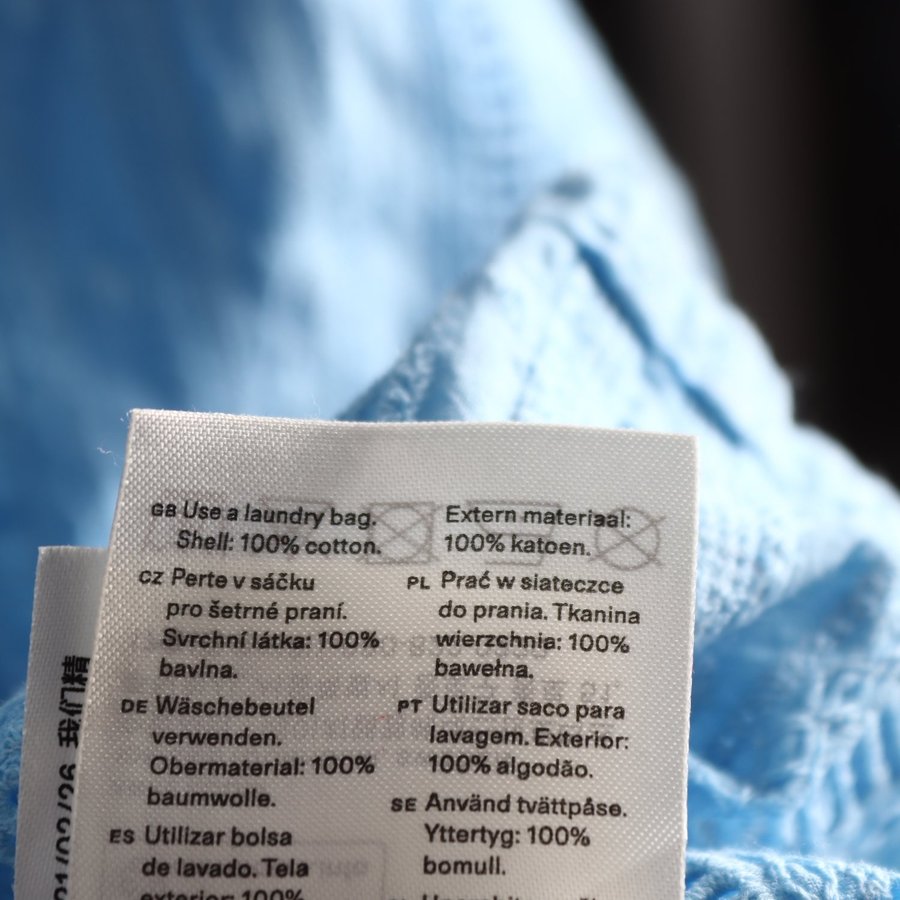 GB Use a laundry bag.
Shell: 100% cotton.
CZ Perte v sáčku
pro šetrné praní.
Svrchní látka: 100%
bavlna.
DE Wäschebeutel
verwenden.
Obermaterial: 100%
baumwolle.
ES Utilizar bolsa
de lavado. Tela
exterior: 100%
Extern materiaal:
100% katoen.
PL Prać w siateczce
do prania. Tkanina
wierzchnia: 100%
bawełna.
PT Utilizar saco para
lavagem. Exterior:
100% algodão.
SE Använd tvättpåse.
Yttertyg: 100%
bomull.
我们精